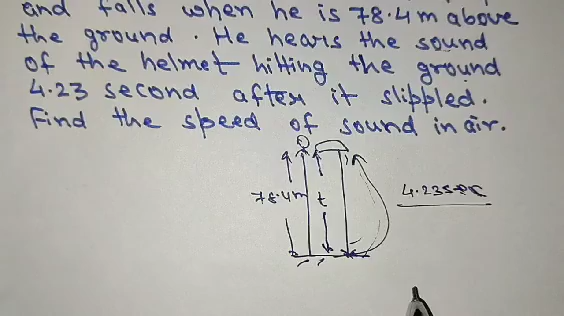 and falls when he is 78.4 m above
the ground. He hears the sound
of the helmet hitting the ground
4.23 second after it slippled.
Find the speed of sound in air.
78.4m
t
4.23sec